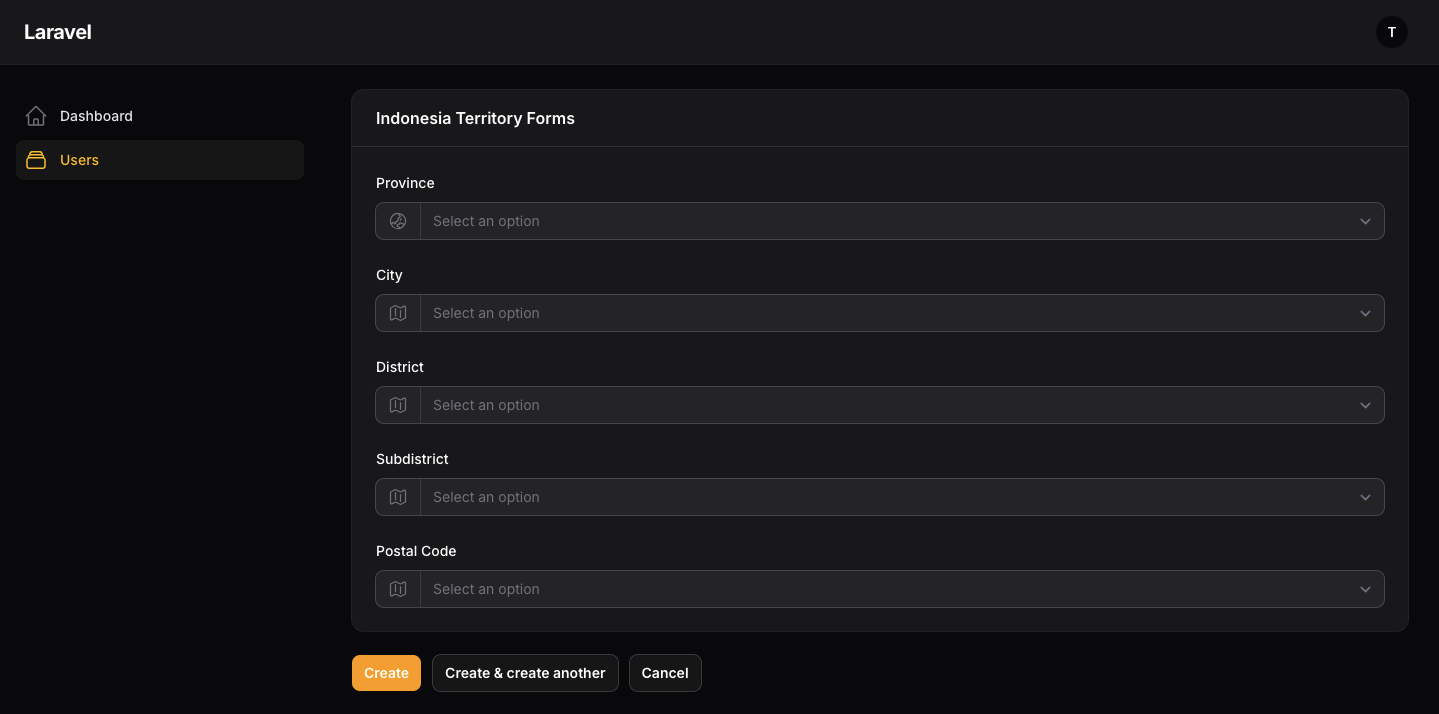 Laravel
T
Dashboard
Users
Indonesia Territory Forms
Province
Select an option
City
Select an option
District
Select an option
Subdistrict
Select an option
Postal Code
Select an option
Create
Create & create another
Cancel